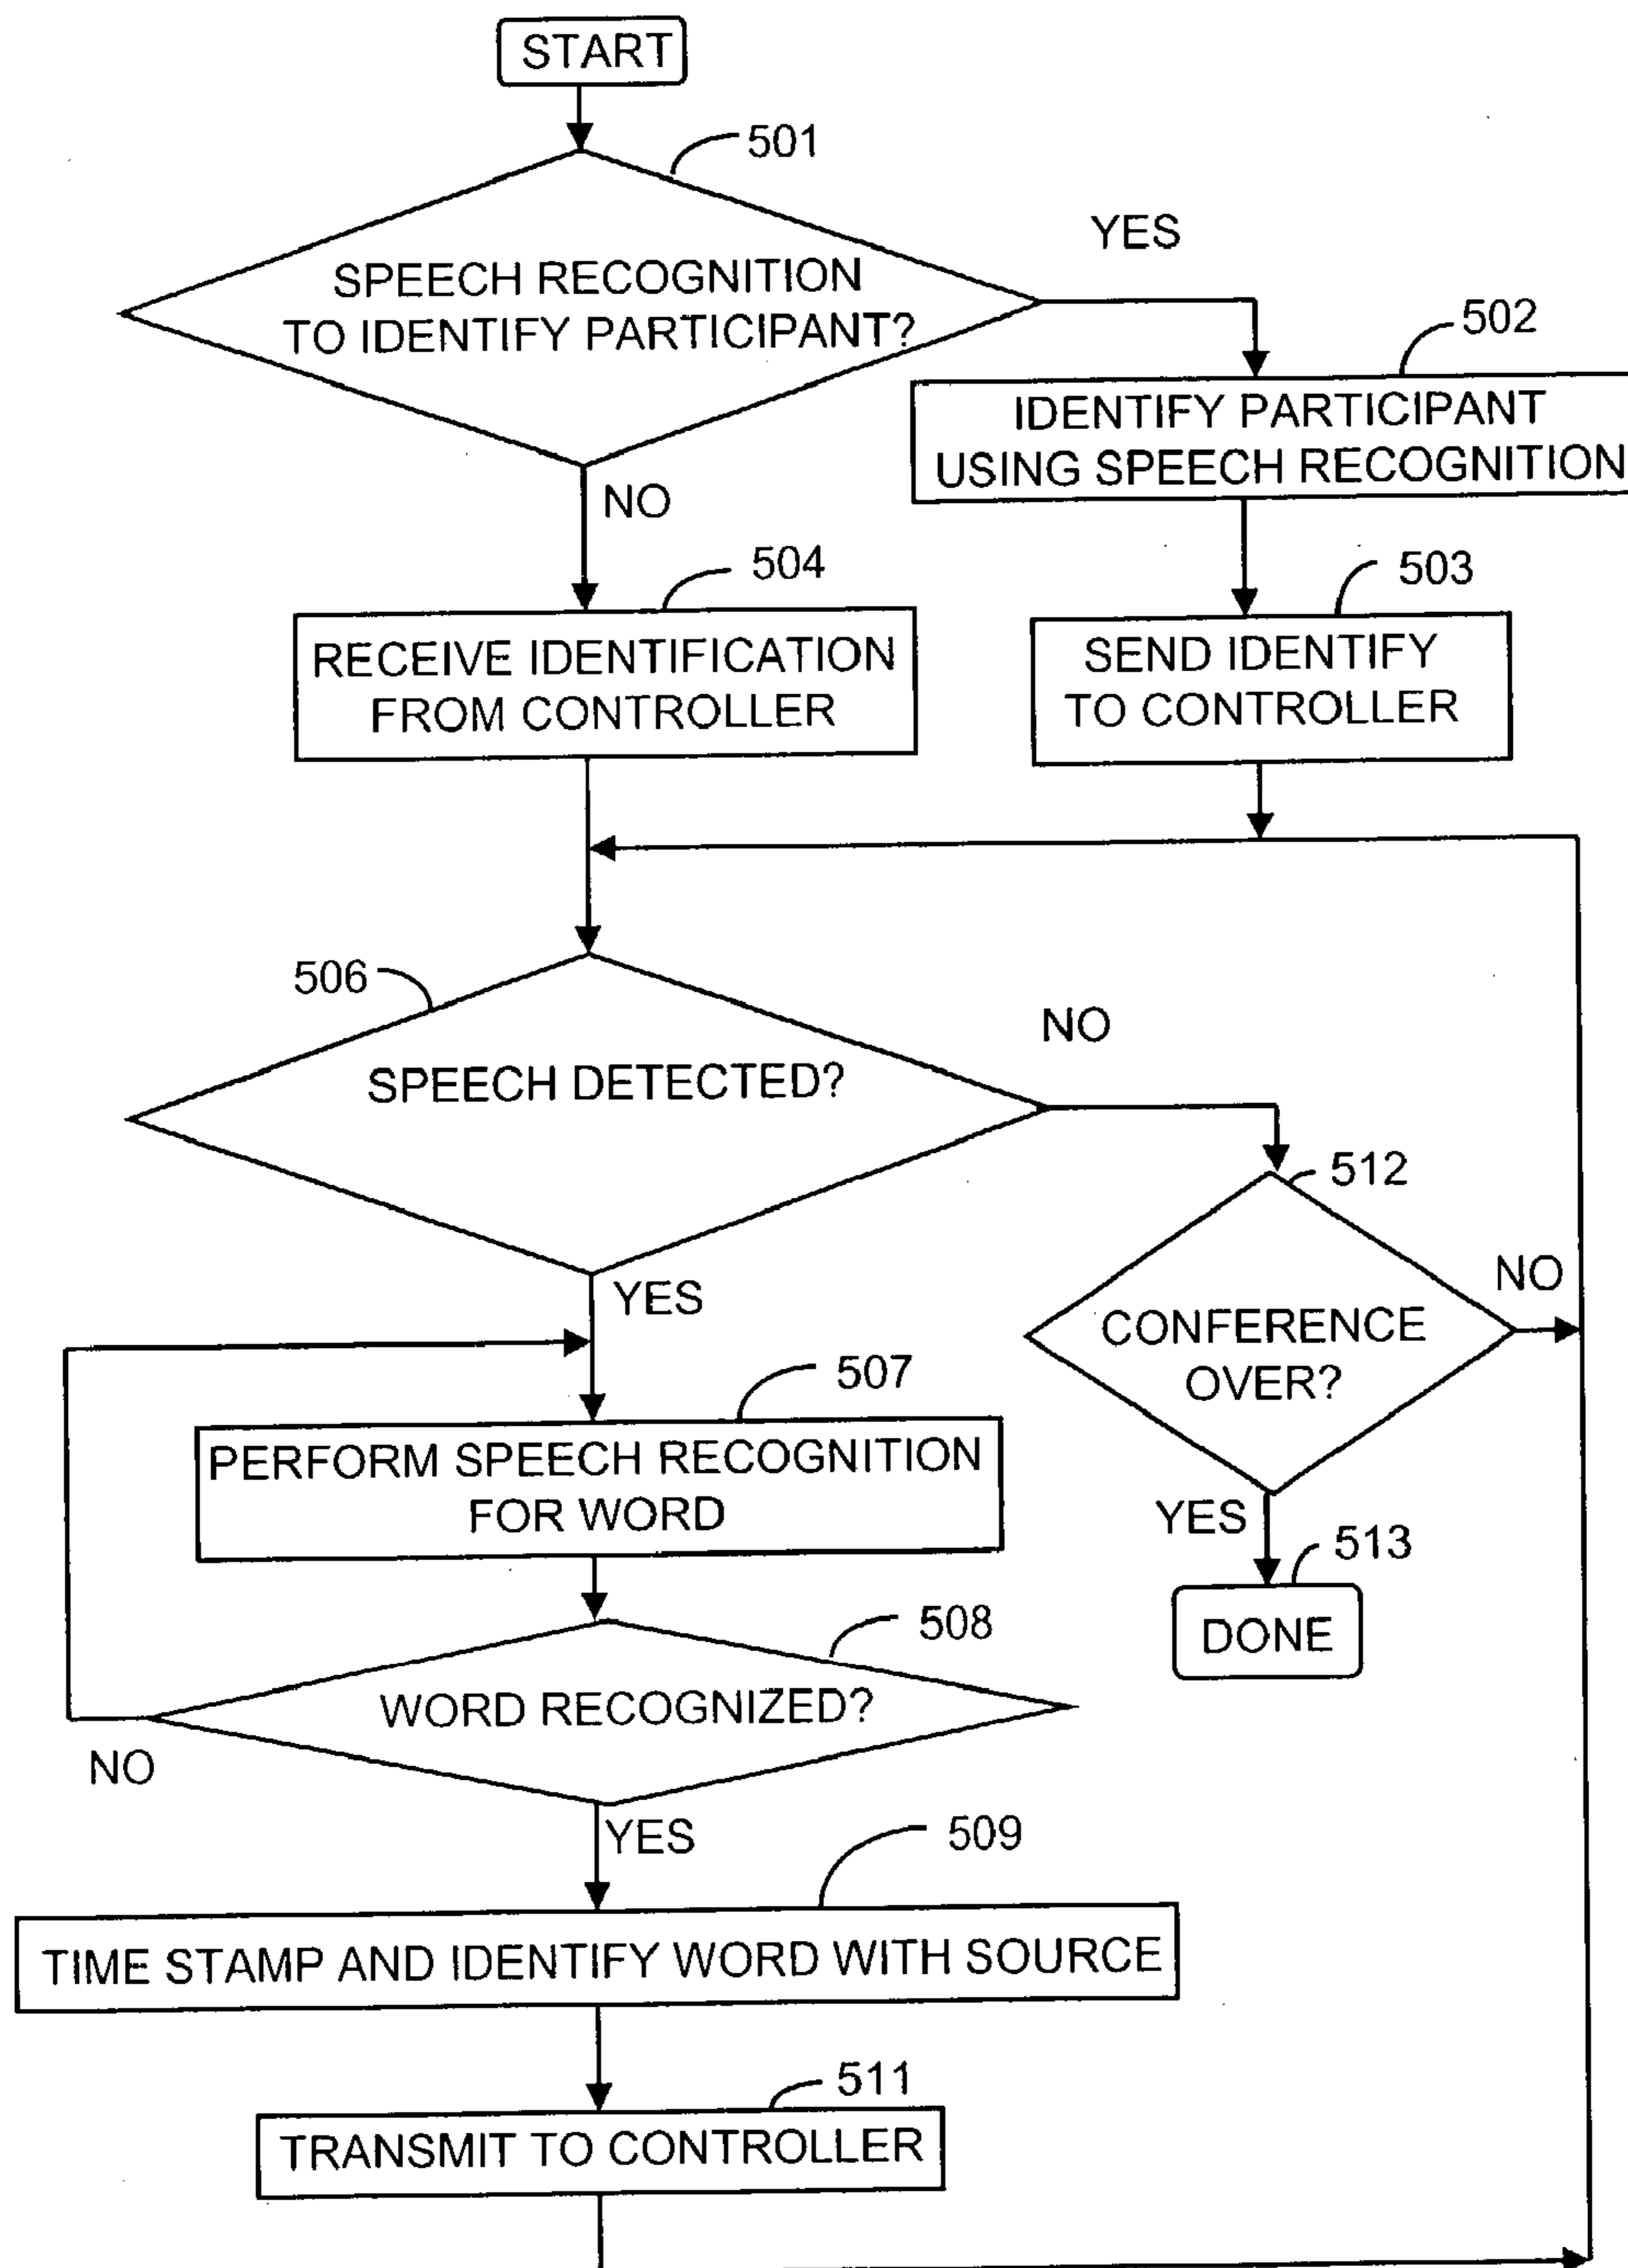 START
501
SPEECH RECOGNITION
TO IDENTIFY PARTICIPANT?
YES
502
IDENTIFY PARTICIPANT
USING SPEECH RECOGNITION
NO
504
RECEIVE IDENTIFICATION
FROM CONTROLLER
503
SEND IDENTIFY
TO CONTROLLER
506
SPEECH DETECTED?
NO
512
CONFERENCE
OVER?
NO
YES
513
DONE
YES
507
PERFORM SPEECH RECOGNITION
FOR WORD
508
WORD RECOGNIZED?
NO
YES
509
TIME STAMP AND IDENTIFY WORD WITH SOURCE
511
TRANSMIT TO CONTROLLER